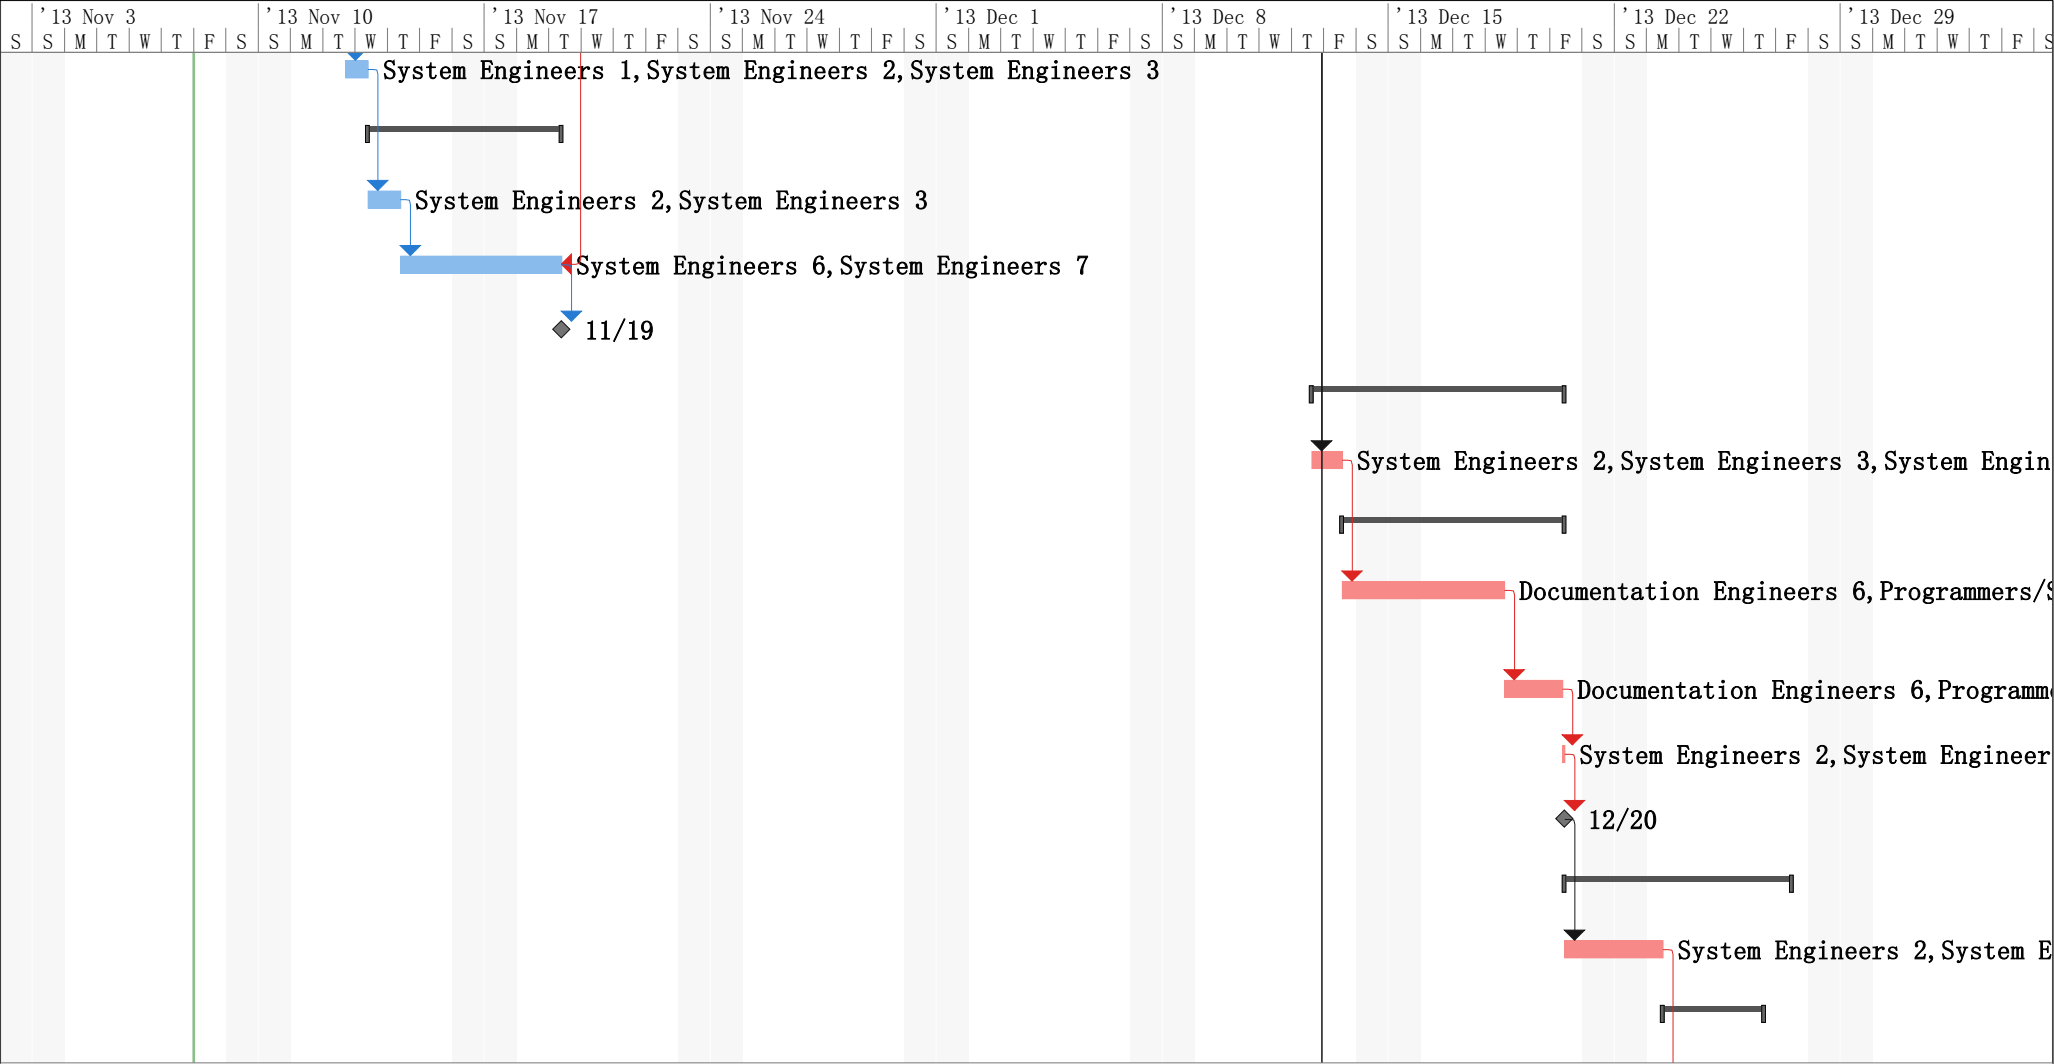 '13 Nov 3 '13 Nov 10 '13 Nov 17 '13 Nov 24 '13 Dec 1 '13 Dec 8 '13 Dec 15 '13 Dec 22 '13 Dec 29
S S M T W T F S S M T W T F S S M T W T F S S M T W T F S S M T W T F S S M T W T F S S M T W T F S S M T W T F S S M T W T F S
System Engineers 1,System Engineers 2,System Engineers 3
System Engineers 2,System Engineers 3
System Engineers 6,System Engineers 7
11/19
System Engineers 2,System Engineers 3,System Engin
Documentation Engineers 6,Programmers/S
Documentation Engineers 6,Programm
System Engineers 2,System Engineer
12/20
System Engineers 2,System E